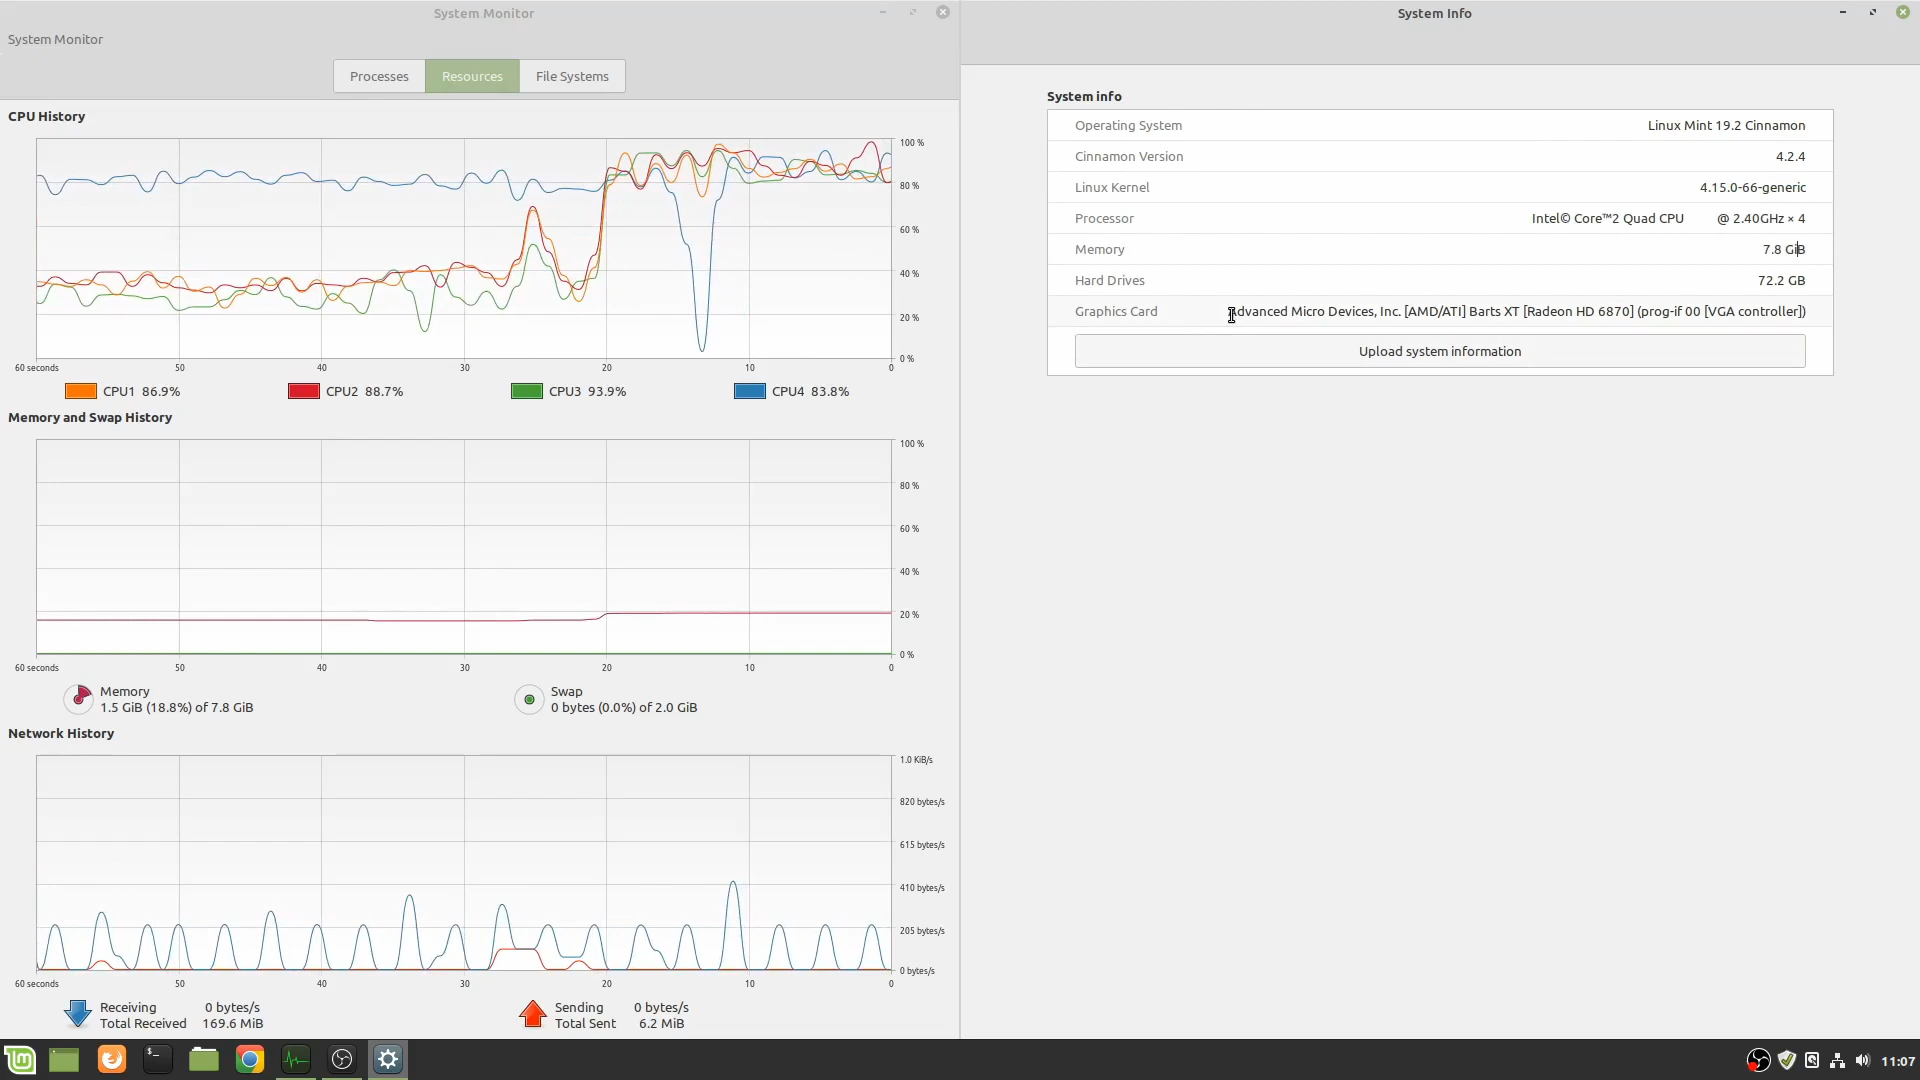 System Monitor
System Monitor
Processes Resources File Systems
CPU History
100 %
80 %
60 %
40 %
20 %
0 %
60 seconds 50 40 30 20 10 0
CPU1 86.9% CPU2 88.7% CPU3 93.9% CPU4 83.8%
Memory and Swap History
100 %
80 %
60 %
40 %
20 %
0 %
60 seconds 50 40 30 20 10 0
Memory
1.5 GiB (18.8%) of 7.8 GiB
Swap
0 bytes (0.0%) of 2.0 GiB
Network History
1.0 KiB/s
820 bytes/s
615 bytes/s
410 bytes/s
205 bytes/s
0 bytes/s
60 seconds 50 40 30 20 10 0
Receiving 0 bytes/s
Total Received 169.6 MiB
Sending 0 bytes/s
Total Sent 6.2 MiB
System Info
System info
Operating System Linux Mint 19.2 Cinnamon
Cinnamon Version 4.2.4
Linux Kernel 4.15.0-66-generic
Processor Intel© Core™2 Quad CPU @ 2.40GHz × 4
Memory 7.8 GiB
Hard Drives 72.2 GB
Graphics Card Advanced Micro Devices, Inc. [AMD/ATI] Barts XT [Radeon HD 6870] (prog-if 00 [VGA controller])
Upload system information
11:07